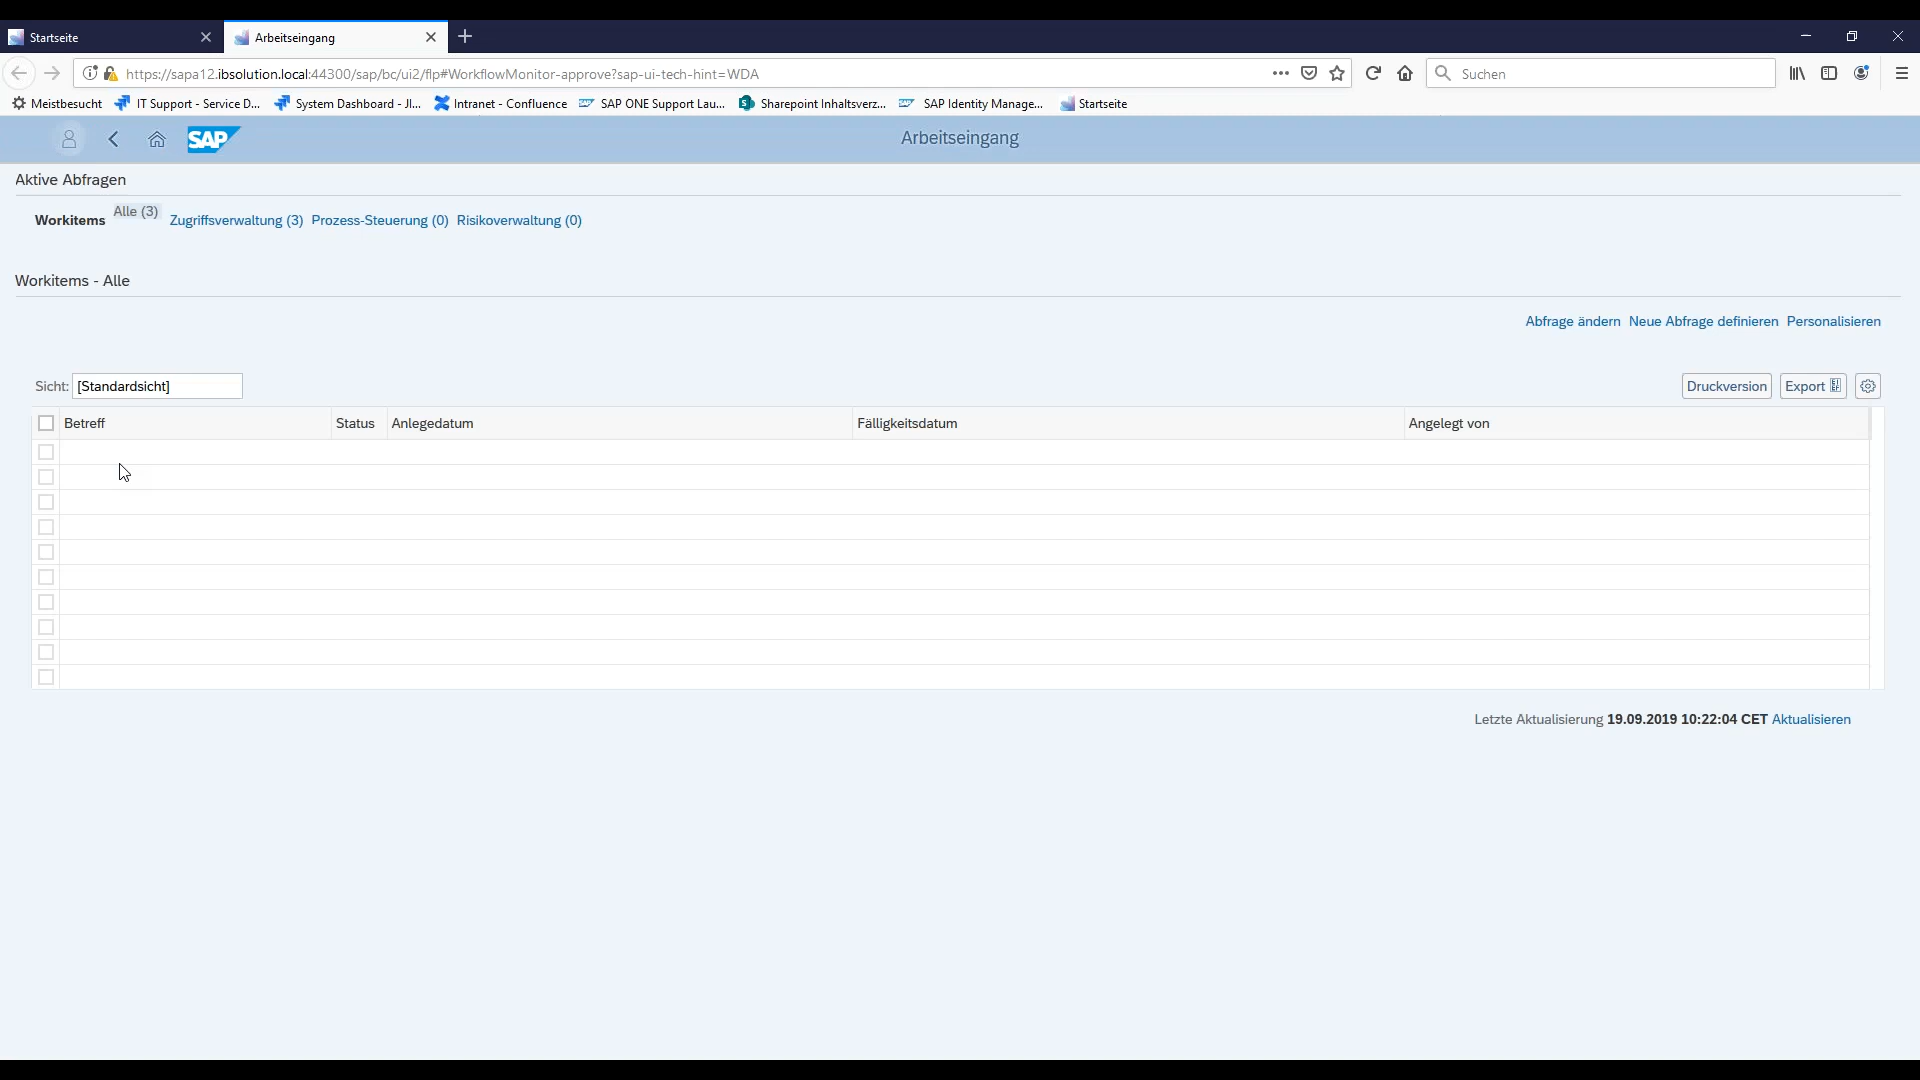 Startseite
Arbeitseingang
https://sapa12.ibsolution.local:44300/sap/bc/ui2/flp#WorkflowMonitor-approve?sap-ui-tech-hint=WDA
Suchen
Meistbesucht IT Support - Service D... System Dashboard - JI... Intranet - Confluence SAP ONE Support Lau... Sharepoint Inhaltsverz... SAP Identity Manage... Startseite
SAP Arbeitseingang
Aktive Abfragen
Workitems Alle (3) Zugriffsverwaltung (3) Prozess-Steuerung (0) Risikoverwaltung (0)
Workitems - Alle
Abfrage ändern Neue Abfrage definieren Personalisieren
Sicht: [Standardsicht] Druckversion Export
Betreff Status Anlegedatum Fälligkeitsdatum Angelegt von
Letzte Aktualisierung 19.09.2019 10:22:04 CET Aktualisieren